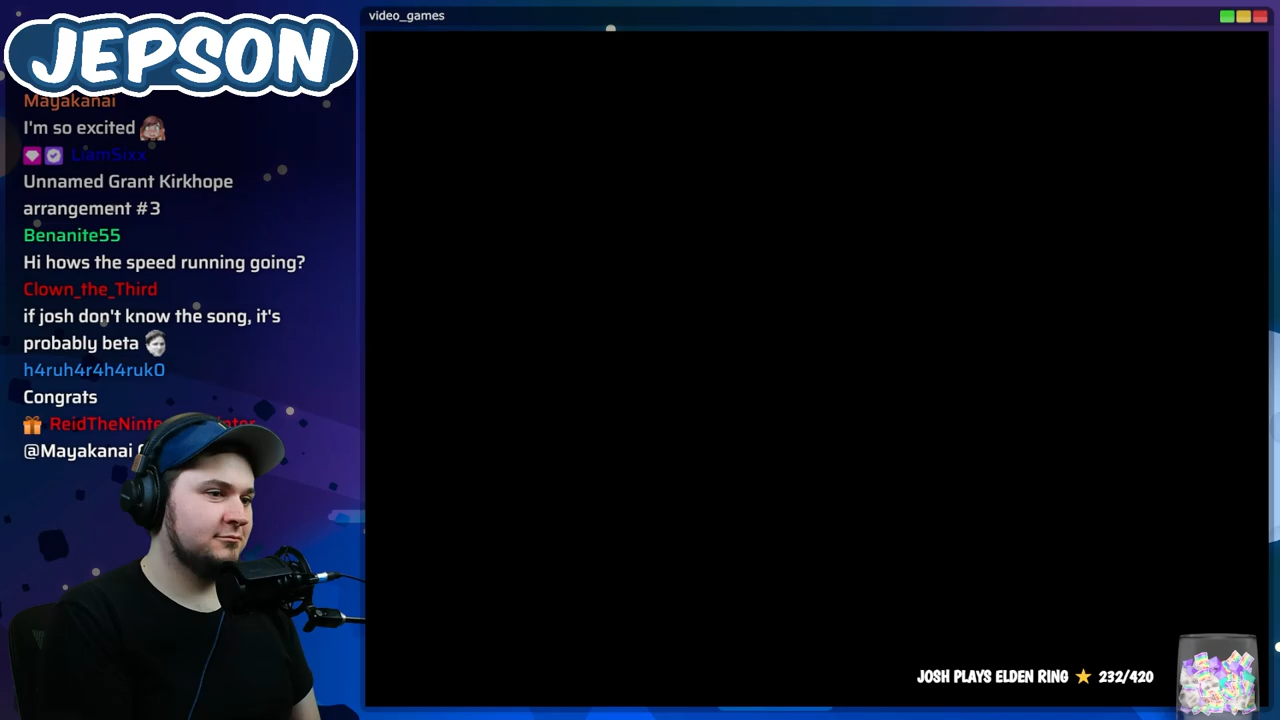 JEPSON
video_games
Mayakanai
I'm so excited
LiamSixx
Unnamed Grant Kirkhope
arrangement #3
Benanite55
Hi hows the speed running going?
Clown_the_Third
if josh don't know the song, it's
probably beta
h4ruh4r4h4ruk0
Congrats
@Mayakanai
JOSH PLAYS ELDEN RING ★ 232/420